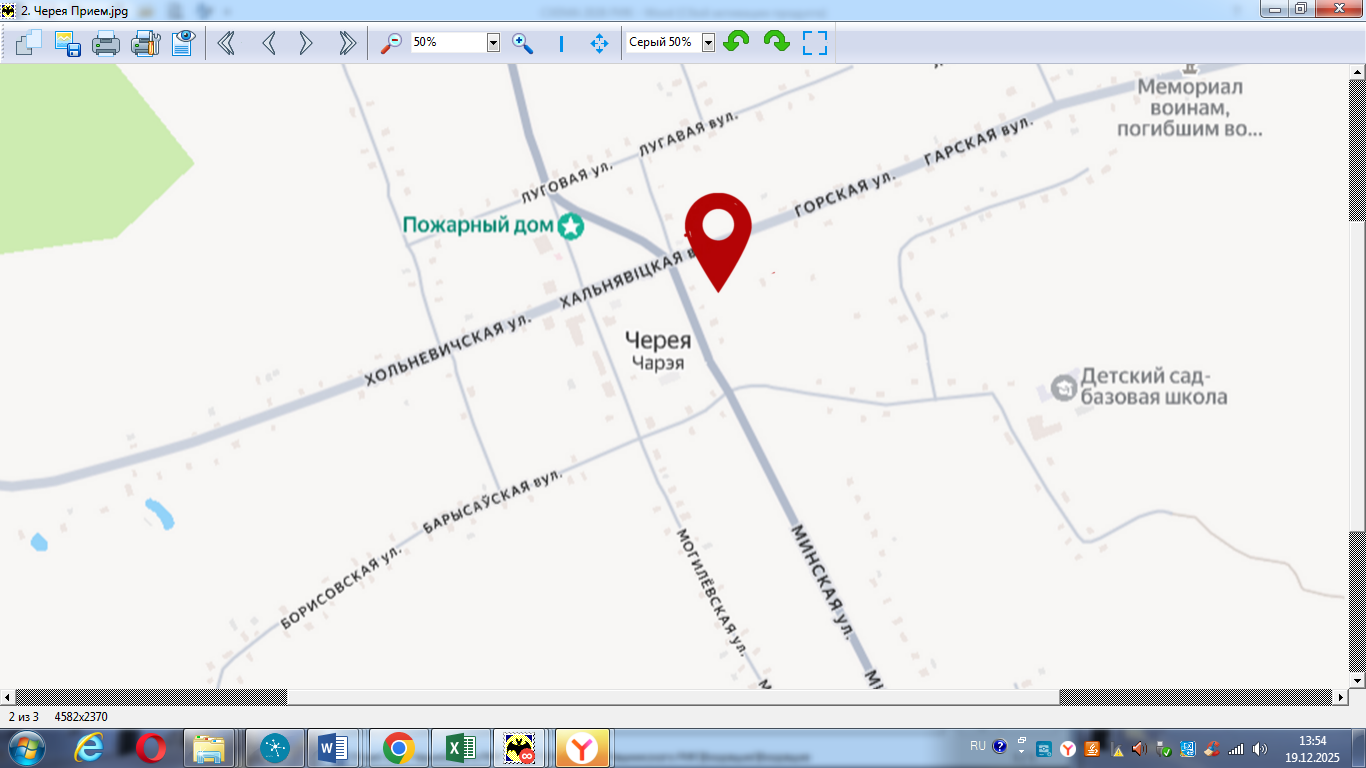 2. Черея Прием.jpg
50%
Серый 50%
Мемориал
воинам,
погибшим во...
ЛУГАВАЯ вул.
ЛУГОВАЯ ул.
ГАРСКАЯ вул.
ГОРСКАЯ ул.
Пожарный дом
ХАЛЬНЯВІЦКАЯ в
ХОЛЬНЕВИЧСКАЯ ул.
Черея
Чарэя
Детский сад-
базовая школа
БАРЫСАЎСКАЯ вул.
БОРИСОВСКАЯ ул.
МОГИЛЁВСКАЯ ул.
МИНСКАЯ ул.
2 из 3 4582x2370
RU
13:54
19.12.2025